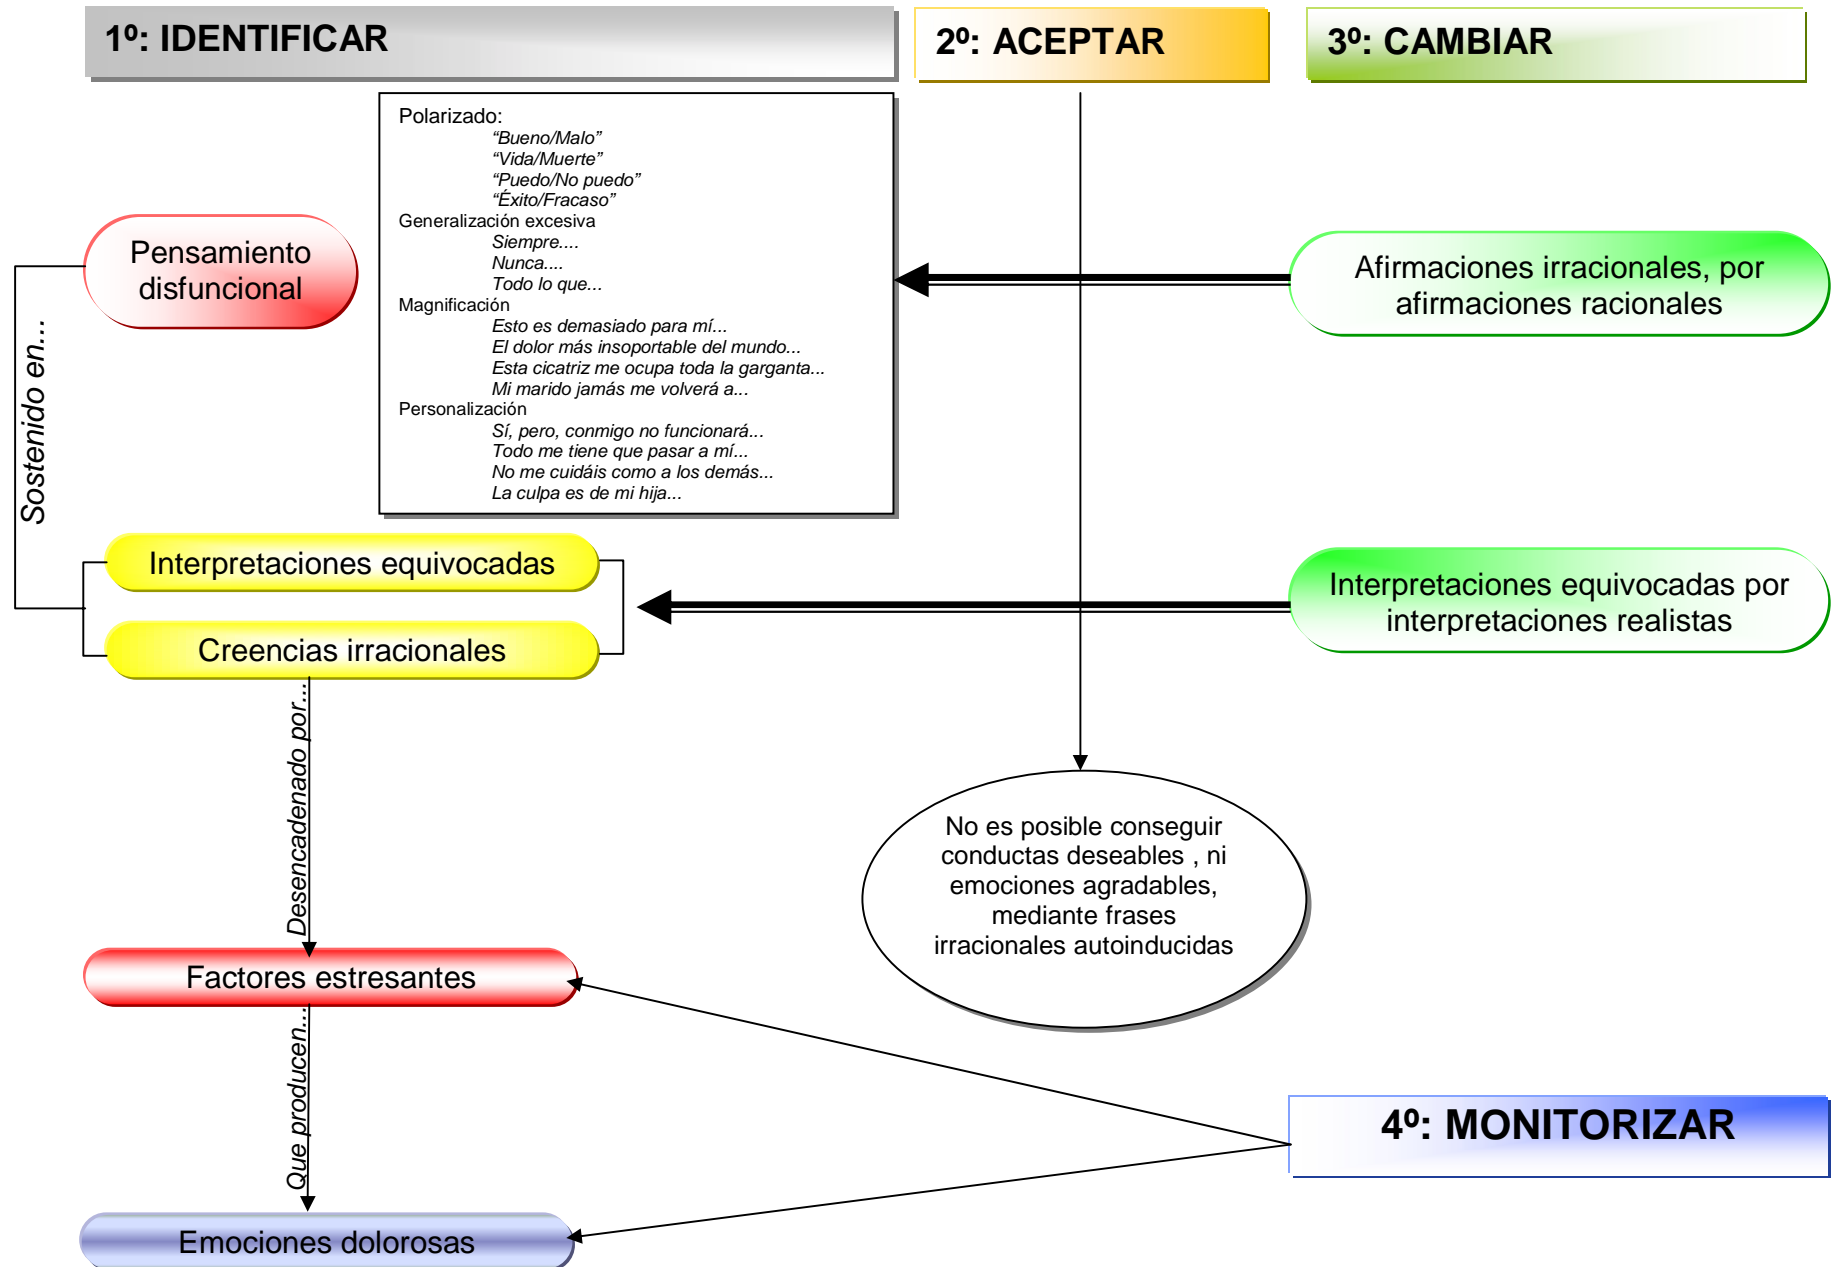 1º: IDENTIFICAR
2º: ACEPTAR
3º: CAMBIAR
Polarizado:
“Bueno/Malo”
“Vida/Muerte”
“Puedo/No puedo”
“Éxito/Fracaso”
Generalización excesiva
Siempre....
Nunca....
Todo lo que...
Magnificación
Esto es demasiado para mí...
El dolor más insoportable del mundo...
Esta cicatriz me ocupa toda la garganta...
Mi marido jamás me volverá a...
Personalización
Sí, pero, conmigo no funcionará...
Todo me tiene que pasar a mí...
No me cuidáis como a los demás...
La culpa es de mi hija...
Pensamiento
disfuncional
Afirmaciones irracionales, por
afirmaciones racionales
Sostenido en...
Interpretaciones equivocadas
Creencias irracionales
Interpretaciones equivocadas por
interpretaciones realistas
Desencadenado por...
No es posible conseguir
conductas deseables , ni
emociones agradables,
mediante frases
irracionales autoinducidas
Factores estresantes
Que producen...
4º: MONITORIZAR
Emociones dolorosas